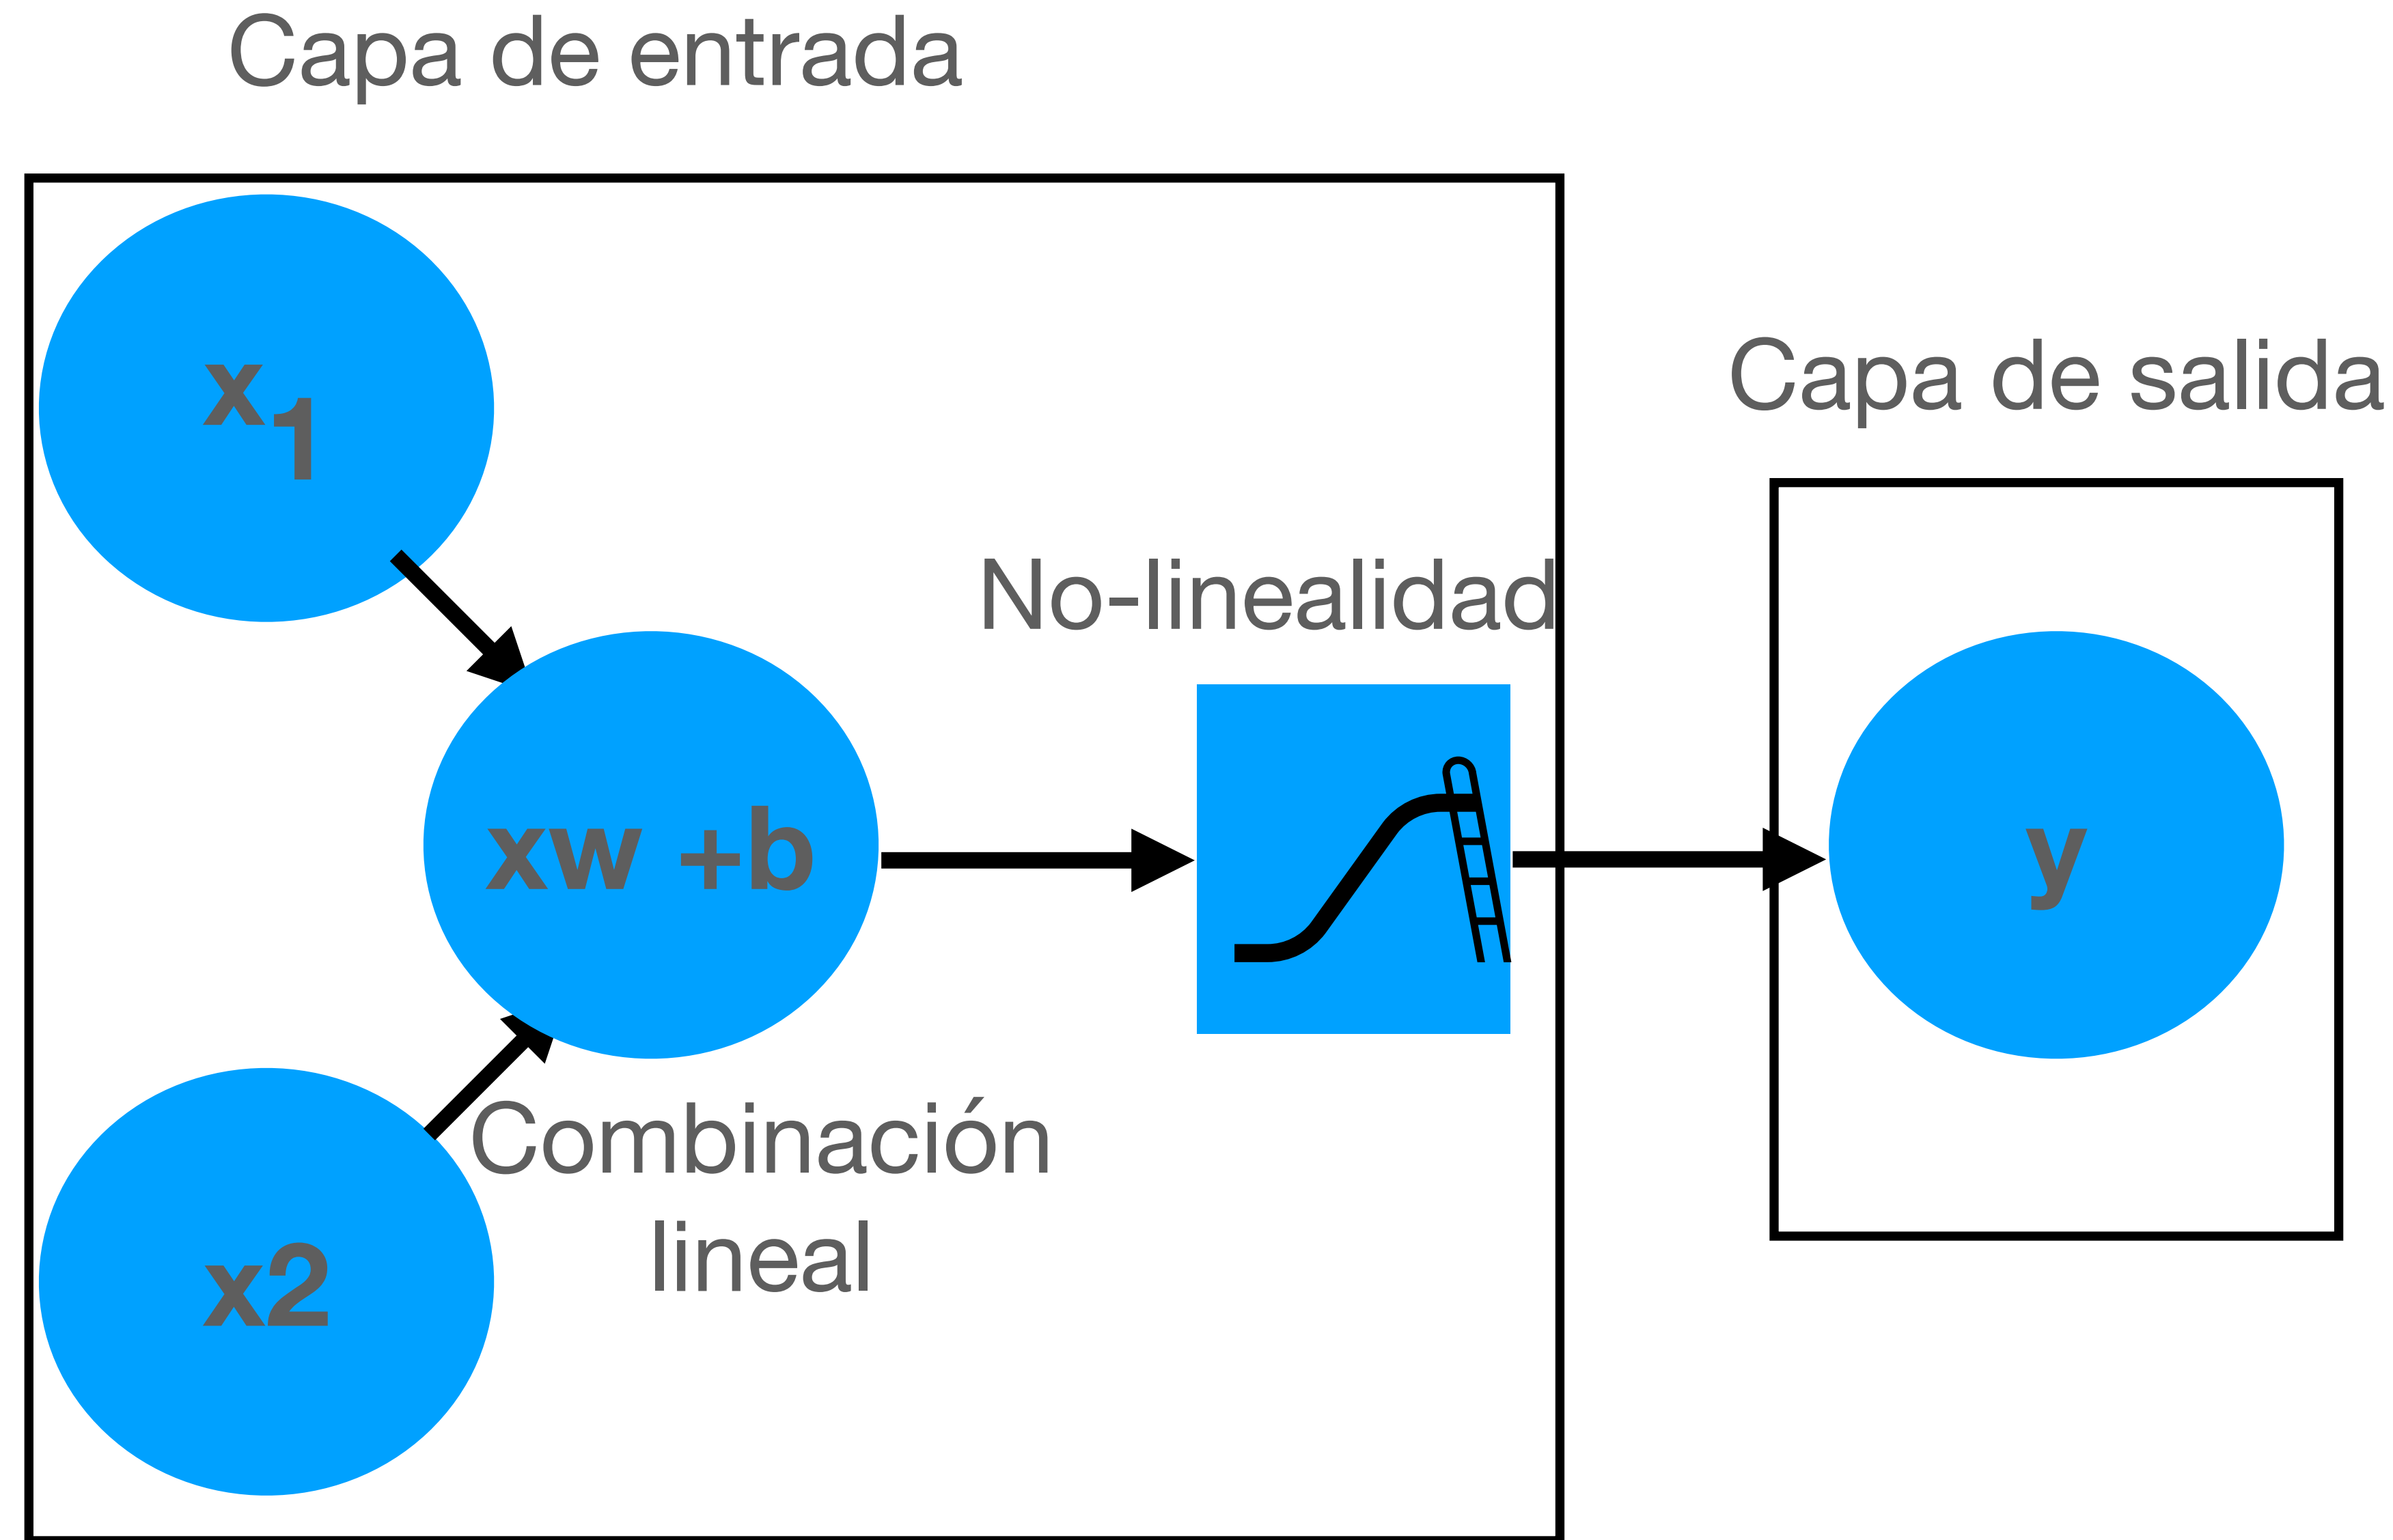 Capa de entrada
x1
Capa de salida
No-linealidad
xw +b
y
Combinación
lineal
x2